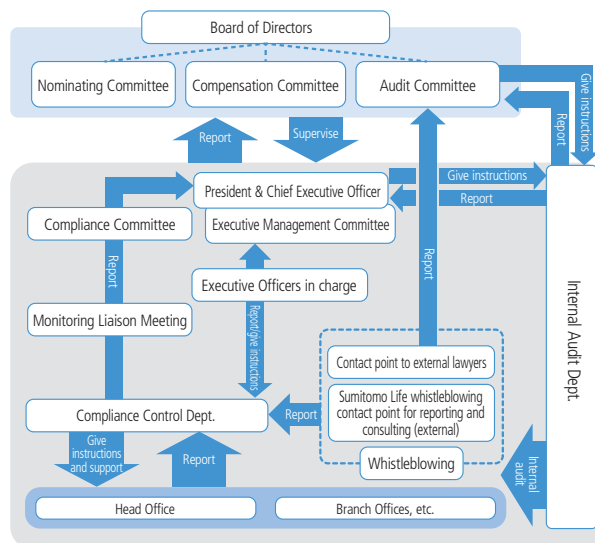 Board of Directors
Nominating Committee
Compensation Committee
Audit Committee
Give instructions
Report
Report
Supervise
President & Chief Executive Officer
Give instructions
Report
Compliance Committee
Executive Management Committee
Report
Executive Officers in charge
Report
Monitoring Liaison Meeting
Report/give instructions
Internal Audit Dept.
Contact point to external lawyers
Sumitomo Life whistleblowing
contact point for reporting and
consulting (external)
Compliance Control Dept.
Report
Whistleblowing
Give
instructions
and support
Report
Internal
audit
Head Office
Branch Offices, etc.